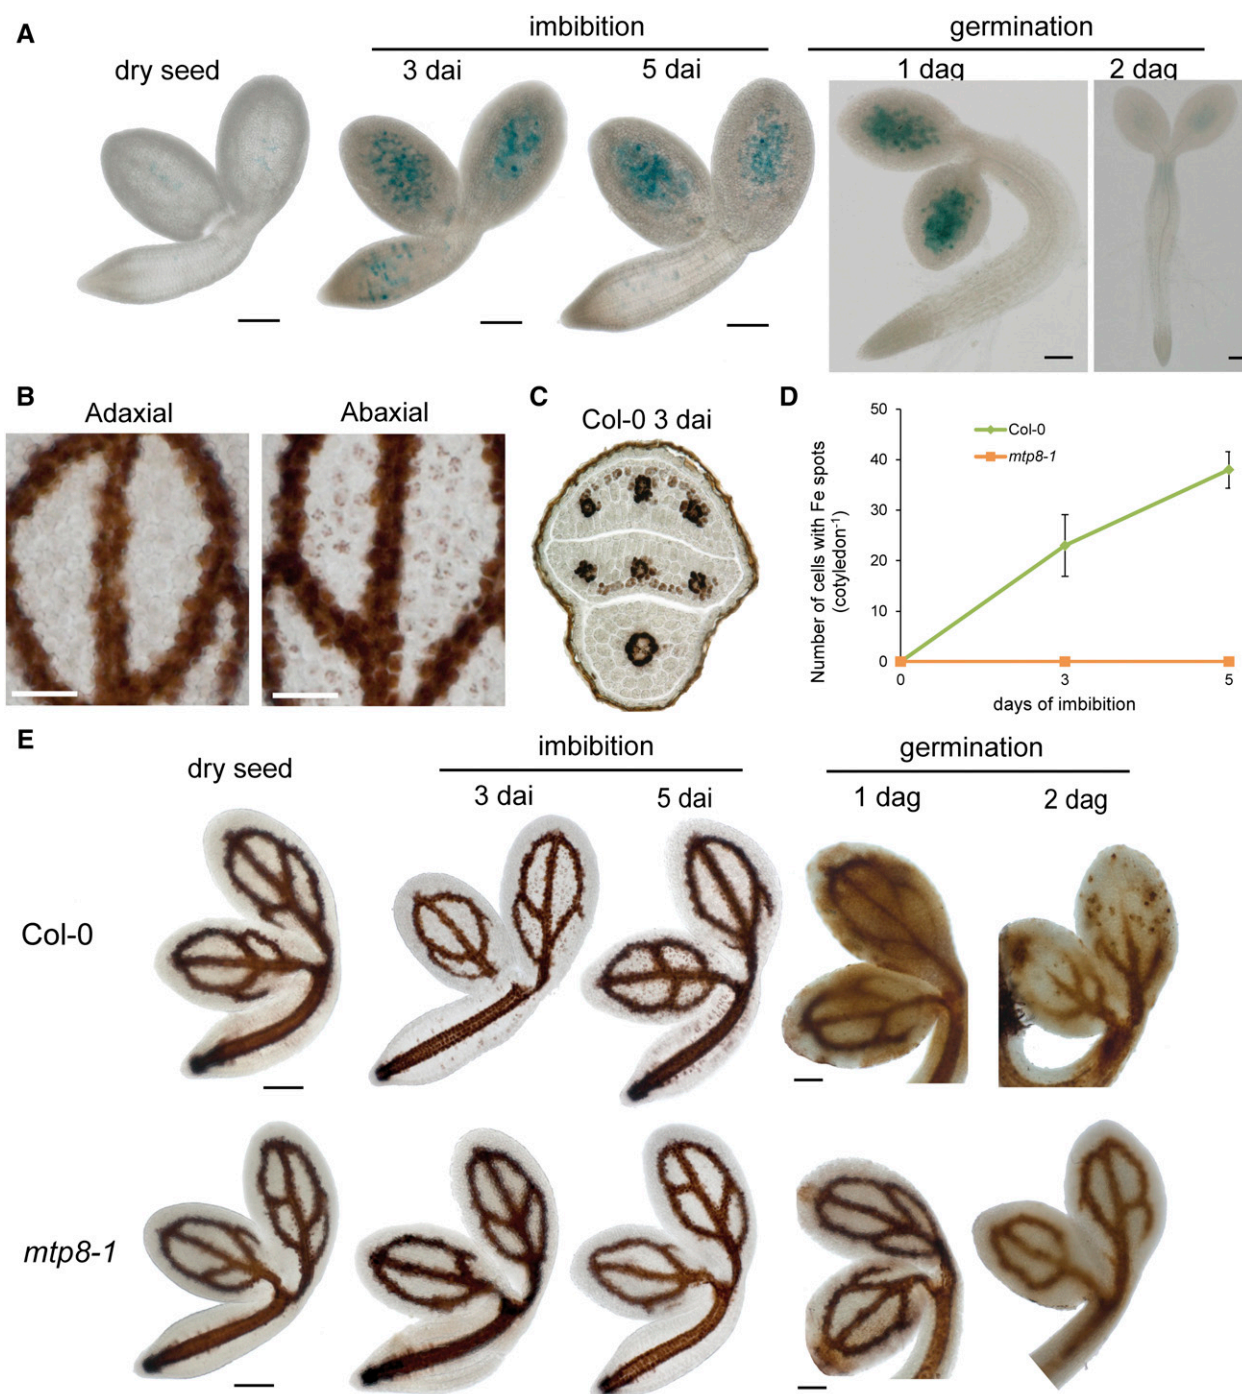 A
imbibition
germination
dry seed
3 dai
5 dai
1 dag
2 dag
B
Adaxial
Abaxial
C
Col-0 3 dai
D
Number of cells with Fe spots
(cotyledon⁻¹)
50
40
30
20
10
0
Col-0
mtp8-1
0
3
5
days of imbibition
E
dry seed
imbibition
germination
3 dai
5 dai
1 dag
2 dag
Col-0
mtp8-1